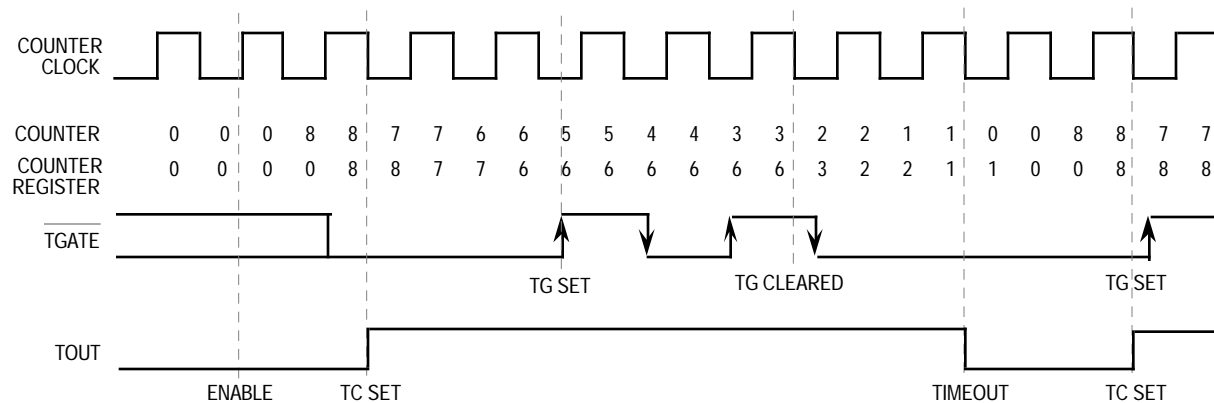 COUNTER
CLOCK
COUNTER 0 0 0 8 8 7 7 6 6 5 5 4 4 3 3 2 2 1 1 0 0 8 8 7 7
COUNTER
REGISTER 0 0 0 0 8 8 7 7 6 6 6 6 6 6 6 3 2 2 1 1 0 0 8 8 8
TGATE
TG SET TG CLEARED TG SET
TOUT
ENABLE TC SET TIMEOUT TC SET